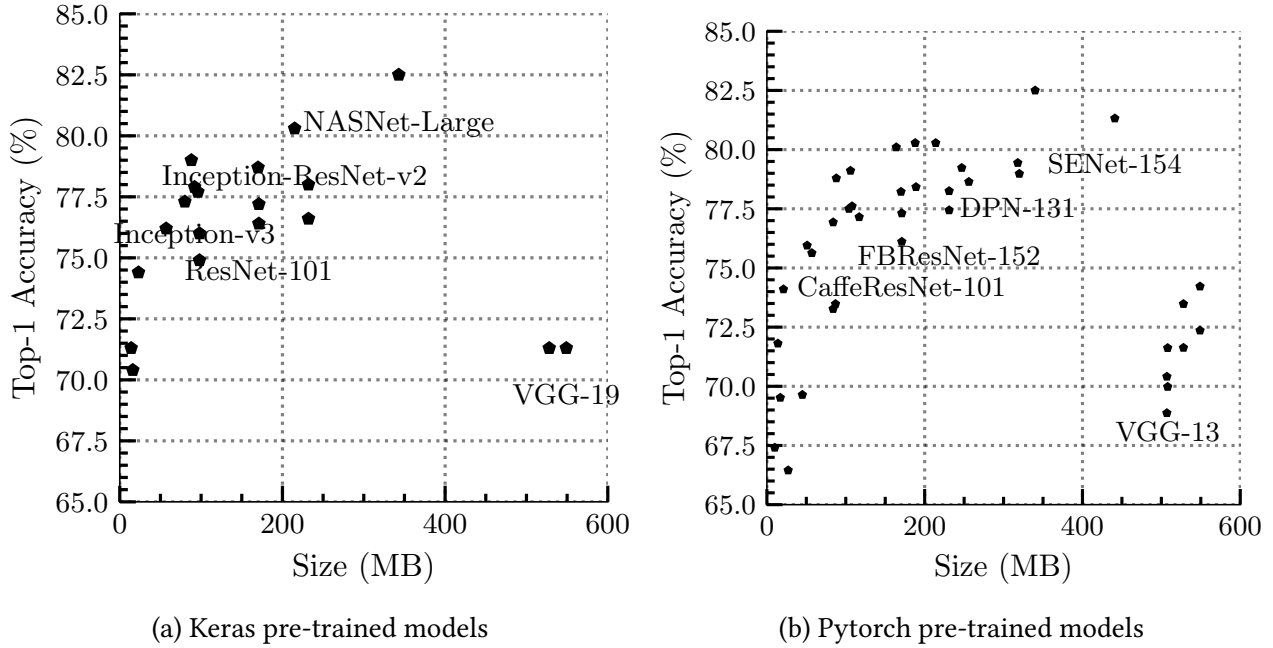 85.0
82.5
80.0
77.5
75.0
72.5
70.0
67.5
65.0
Top-1 Accuracy (%)
NASNet-Large
Inception-ResNet-v2
Inception-v3
ResNet-101
VGG-19
0 200 400 600
Size (MB)
(a) Keras pre-trained models
85.0
82.5
80.0
77.5
75.0
72.5
70.0
67.5
65.0
Top-1 Accuracy (%)
SENet-154
DPN-131
FBResNet-152
CaffeResNet-101
VGG-13
0 200 400 600
Size (MB)
(b) Pytorch pre-trained models